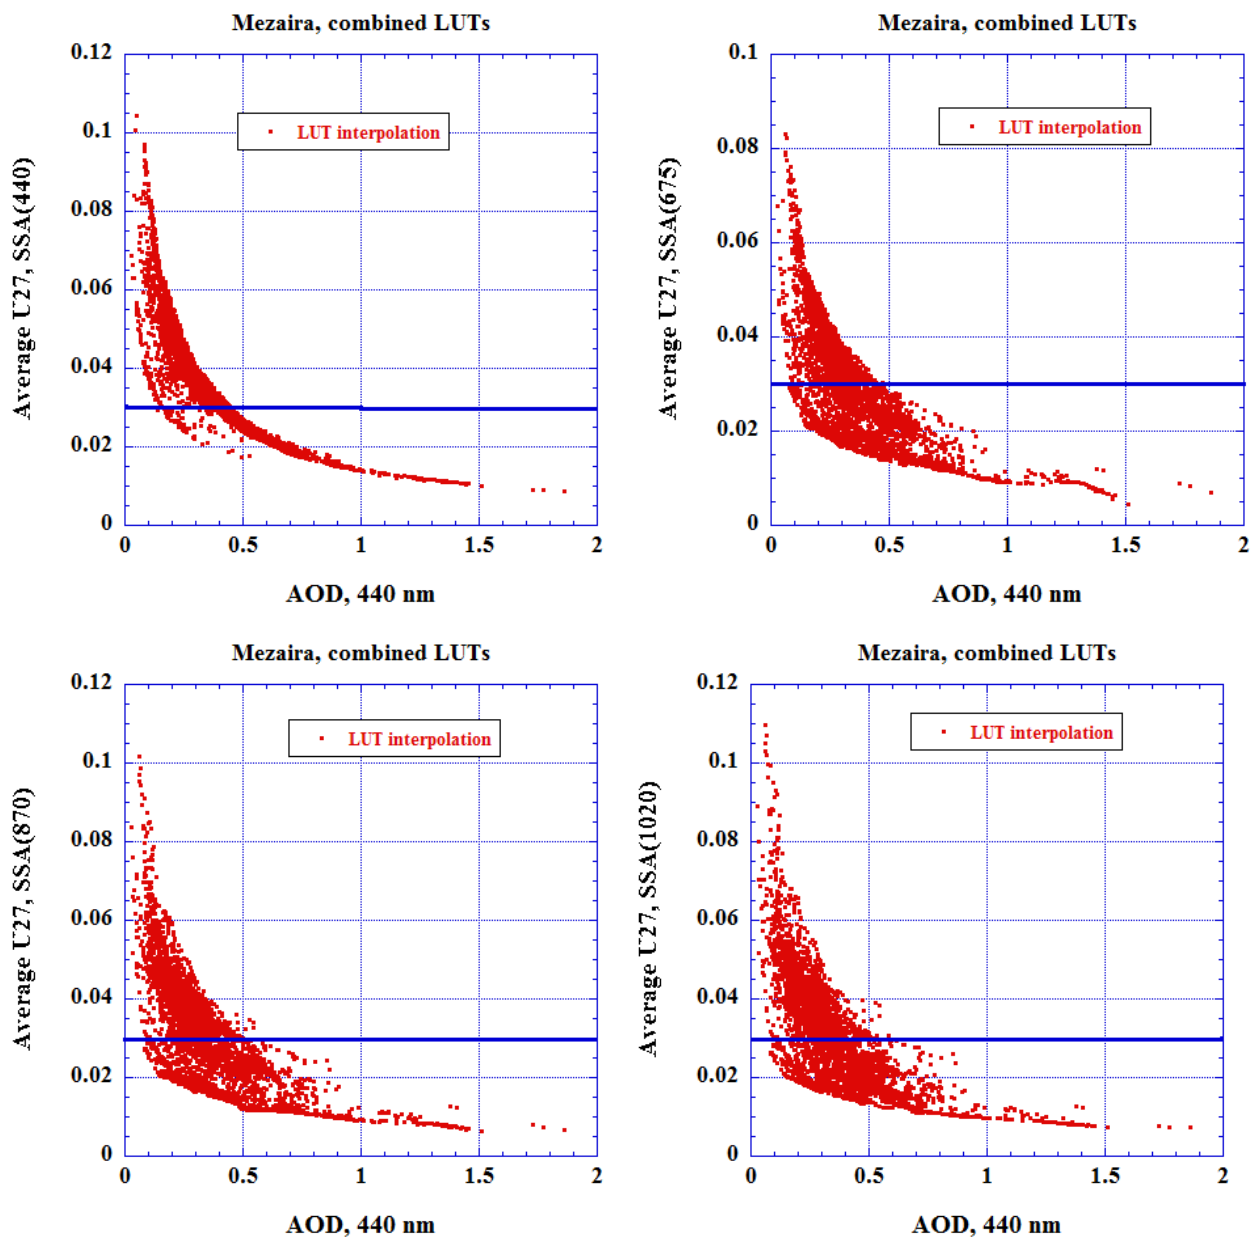 Mezaira, combined LUTs
0.12
0.1
0.08
0.06
0.04
0.02
0
LUT interpolation
Average U27, SSA(440)
0 0.5 1 1.5 2
AOD, 440 nm
Mezaira, combined LUTs
0.1
0.08
0.06
0.04
0.02
0
LUT interpolation
Average U27, SSA(675)
0 0.5 1 1.5 2
AOD, 440 nm
Mezaira, combined LUTs
0.12
0.1
0.08
0.06
0.04
0.02
0
LUT interpolation
Average U27, SSA(870)
0 0.5 1 1.5 2
AOD, 440 nm
Mezaira, combined LUTs
0.12
0.1
0.08
0.06
0.04
0.02
0
LUT interpolation
Average U27, SSA(1020)
0 0.5 1 1.5 2
AOD, 440 nm